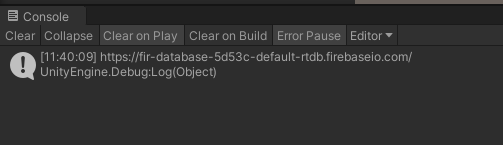 Console
Clear Collapse Clear on Play Clear on Build Error Pause Editor
[11:40:09] https://fir-database-5d53c-default-rtdb.firebaseio.com/
UnityEngine.Debug:Log(Object)